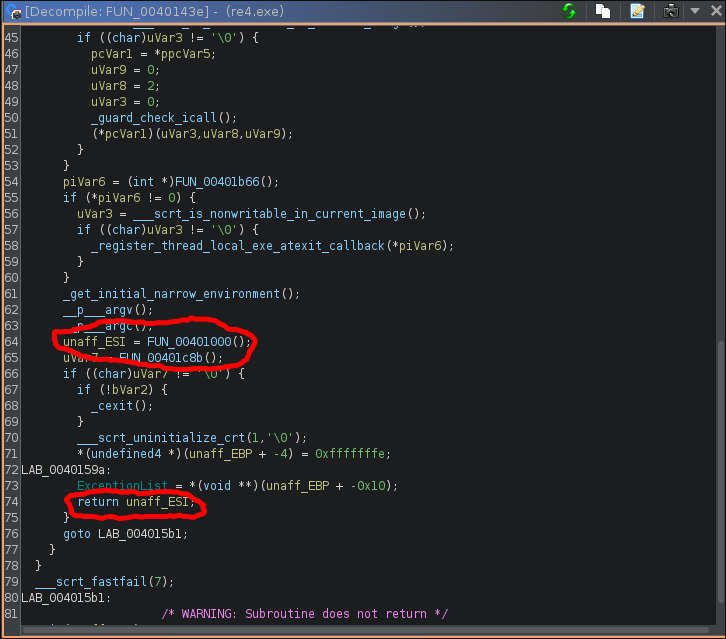 [Decompile: FUN_0040143e] - (re4.exe)
45 if ((char)uVar3 != '\0') {
46 pcVar1 = *ppcVar5;
47 uVar9 = 0;
48 uVar8 = 2;
49 uVar3 = 0;
50 _guard_check_icall();
51 (*pcVar1)(uVar3,uVar8,uVar9);
52 }
53 }
54 piVar6 = (int *)FUN_00401b66();
55 if (*piVar6 != 0) {
56 uVar3 = ___scrt_is_nonwritable_in_current_image();
57 if ((char)uVar3 != '\0') {
58 _register_thread_local_exe_atexit_callback(*piVar6);
59 }
60 }
61 _get_initial_narrow_environment();
62 __p___argv();
63 __p___argc();
64 unaff_ESI = FUN_00401000();
65 uVar7 = FUN_00401c8b();
66 if ((char)uVar7 != '\0') {
67 if (!bVar2) {
68 _cexit();
69 }
70 ___scrt_uninitialize_crt(1,'\0');
71 *(undefined4 *)(unaff_EBP + -4) = 0xfffffffe;
72 LAB_0040159a:
73 ExceptionList = *(void **)(unaff_EBP + -0x10);
74 return unaff_ESI;
75 }
76 goto LAB_004015b1;
77 }
78 }
79 ___scrt_fastfail(7);
80 LAB_004015b1:
81 /* WARNING: Subroutine does not return */